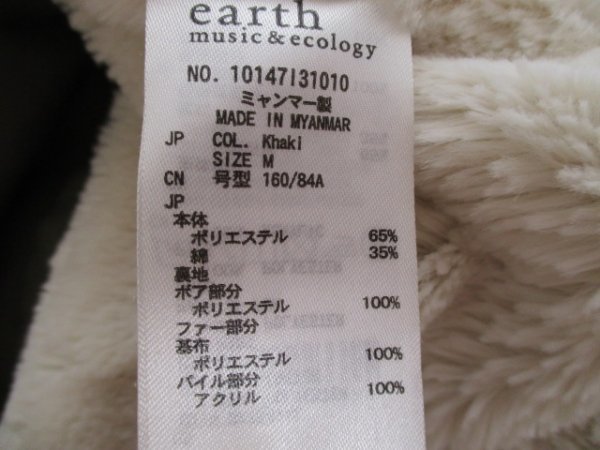 earth
music & ecology
NO. 10147131010
ミャンマー製
MADE IN MYANMAR
JP COL. Khaki
SIZE M
CN 号型 160/84A
JP
本体
ポリエステル 65%
綿 35%
裏地
ボア部分
ポリエステル 100%
ファー部分
基布
ポリエステル 100%
パイル部分
アクリル 100%